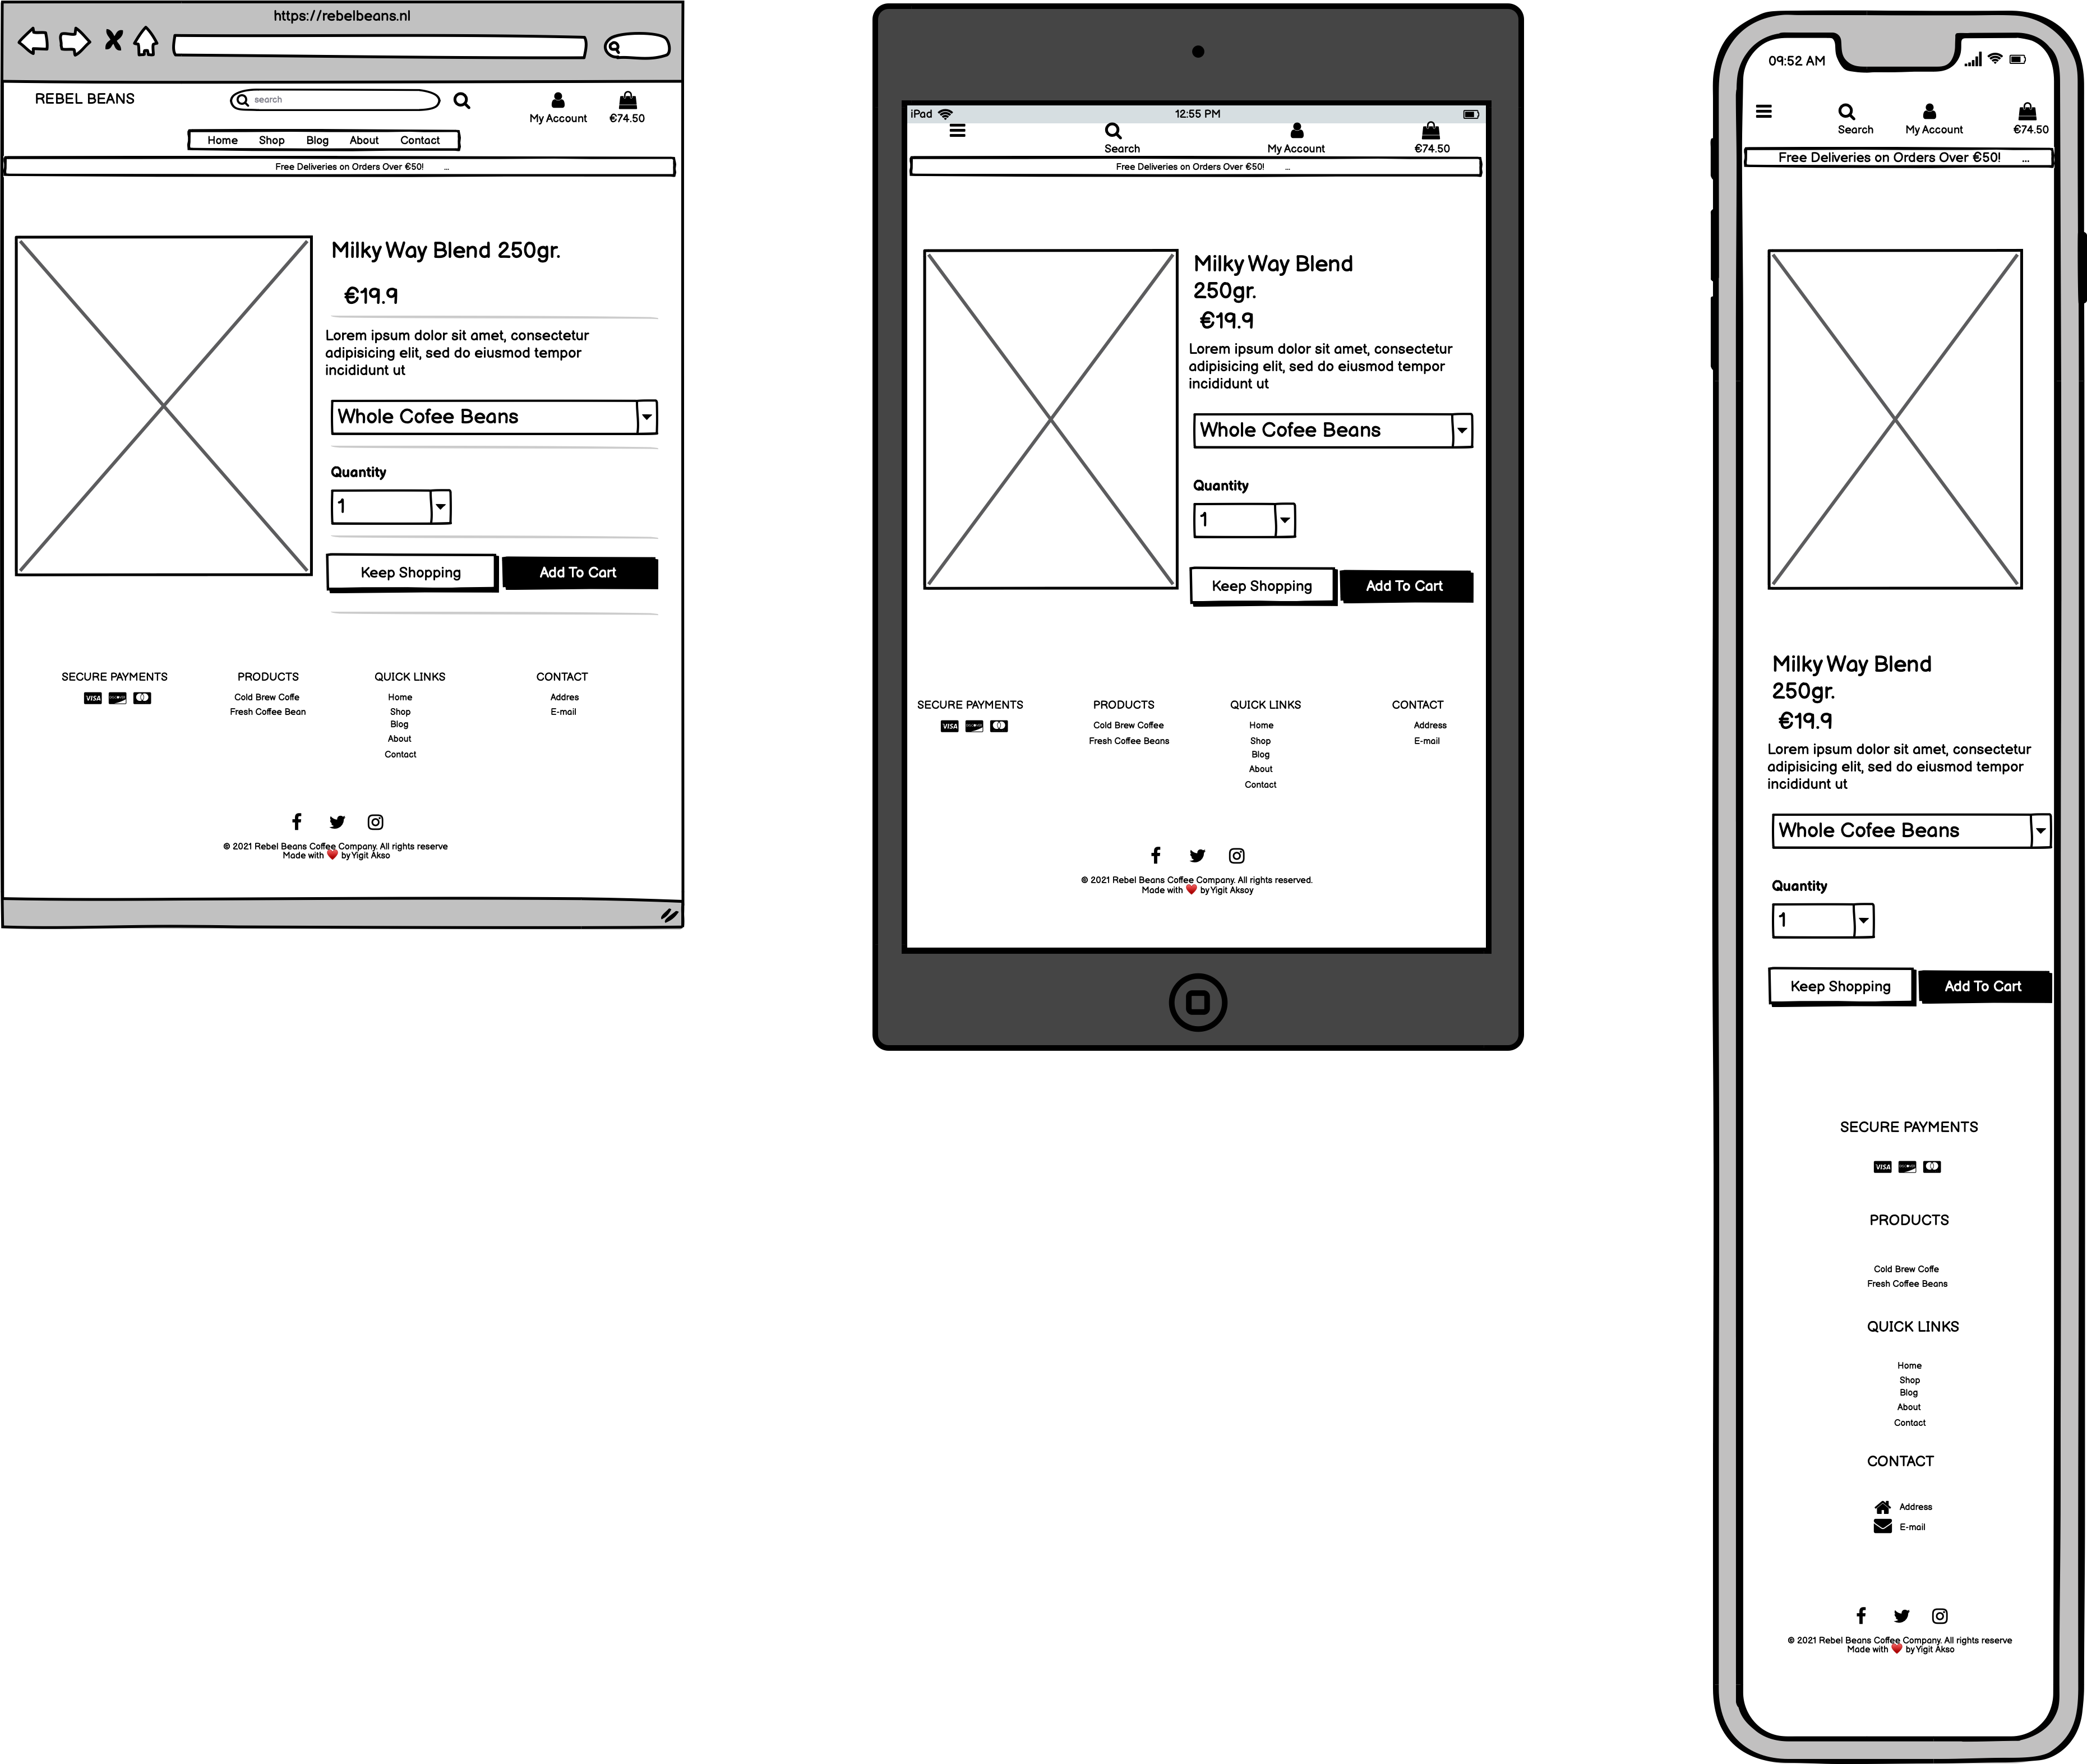 https://rebelbeans.nl
REBEL BEANS
search
My Account
€74.50
Home Shop Blog About Contact
Free Deliveries on Orders Over €50! ...
Milky Way Blend 250gr.
€19.9
Lorem ipsum dolor sit amet, consectetur
adipisicing elit, sed do eiusmod tempor
incididunt ut
Whole Cofee Beans
Quantity
1
Keep Shopping
Add To Cart
SECURE PAYMENTS
VISA
DISCOVER
PRODUCTS
Cold Brew Coffe
Fresh Coffee Bean
QUICK LINKS
Home
Shop
Blog
About
Contact
CONTACT
Addres
E-mail
© 2021 Rebel Beans Coffee Company. All rights reserve
Made with ❤️ by Yigit Akso
iPad
12:55 PM
Search
My Account
€74.50
Free Deliveries on Orders Over €50! ...
Milky Way Blend
250gr.
€19.9
Lorem ipsum dolor sit amet, consectetur
adipisicing elit, sed do eiusmod tempor
incididunt ut
Whole Cofee Beans
Quantity
1
Keep Shopping
Add To Cart
SECURE PAYMENTS
VISA
DISCOVER
PRODUCTS
Cold Brew Coffee
Fresh Coffee Beans
QUICK LINKS
Home
Shop
Blog
About
Contact
CONTACT
Address
E-mail
© 2021 Rebel Beans Coffee Company. All rights reserved.
Made with ❤️ by Yigit Aksoy
09:52 AM
Search
My Account
€74.50
Free Deliveries on Orders Over €50! ...
Milky Way Blend
250gr.
€19.9
Lorem ipsum dolor sit amet, consectetur
adipisicing elit, sed do eiusmod tempor
incididunt ut
Whole Cofee Beans
Quantity
1
Keep Shopping
Add To Cart
SECURE PAYMENTS
VISA
DISCOVER
PRODUCTS
Cold Brew Coffe
Fresh Coffee Beans
QUICK LINKS
Home
Shop
Blog
About
Contact
CONTACT
Address
E-mail
© 2021 Rebel Beans Coffee Company. All rights reserve
Made with ❤️ by Yigit Akso